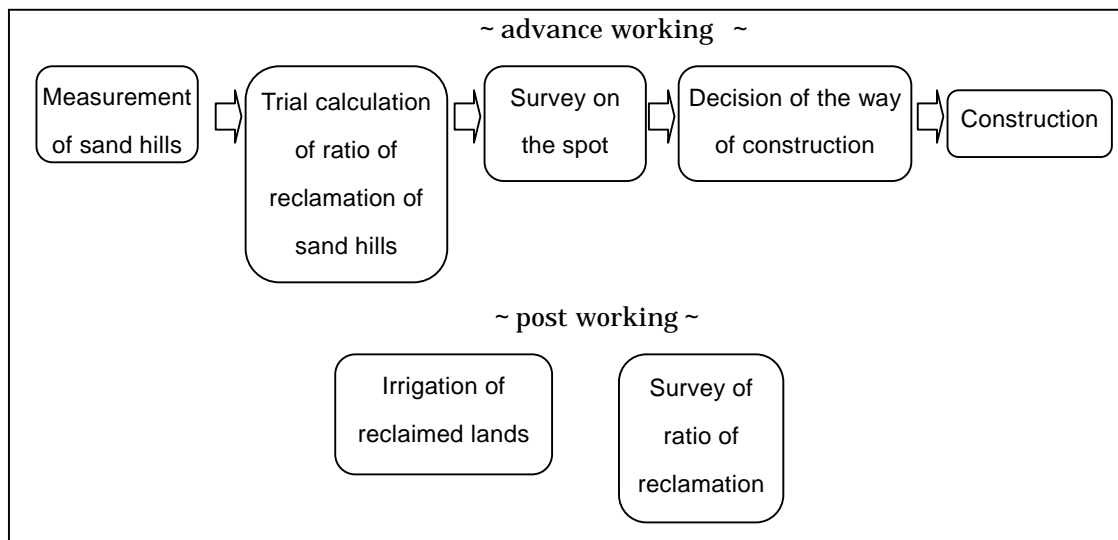 ~ advance working ~
Measurement
of sand hills
Trial calculation
of ratio of
reclamation of
sand hills
Survey on
the spot
Decision of the way
of construction
Construction
~ post working ~
Irrigation of
reclaimed lands
Survey of
ratio of
reclamation